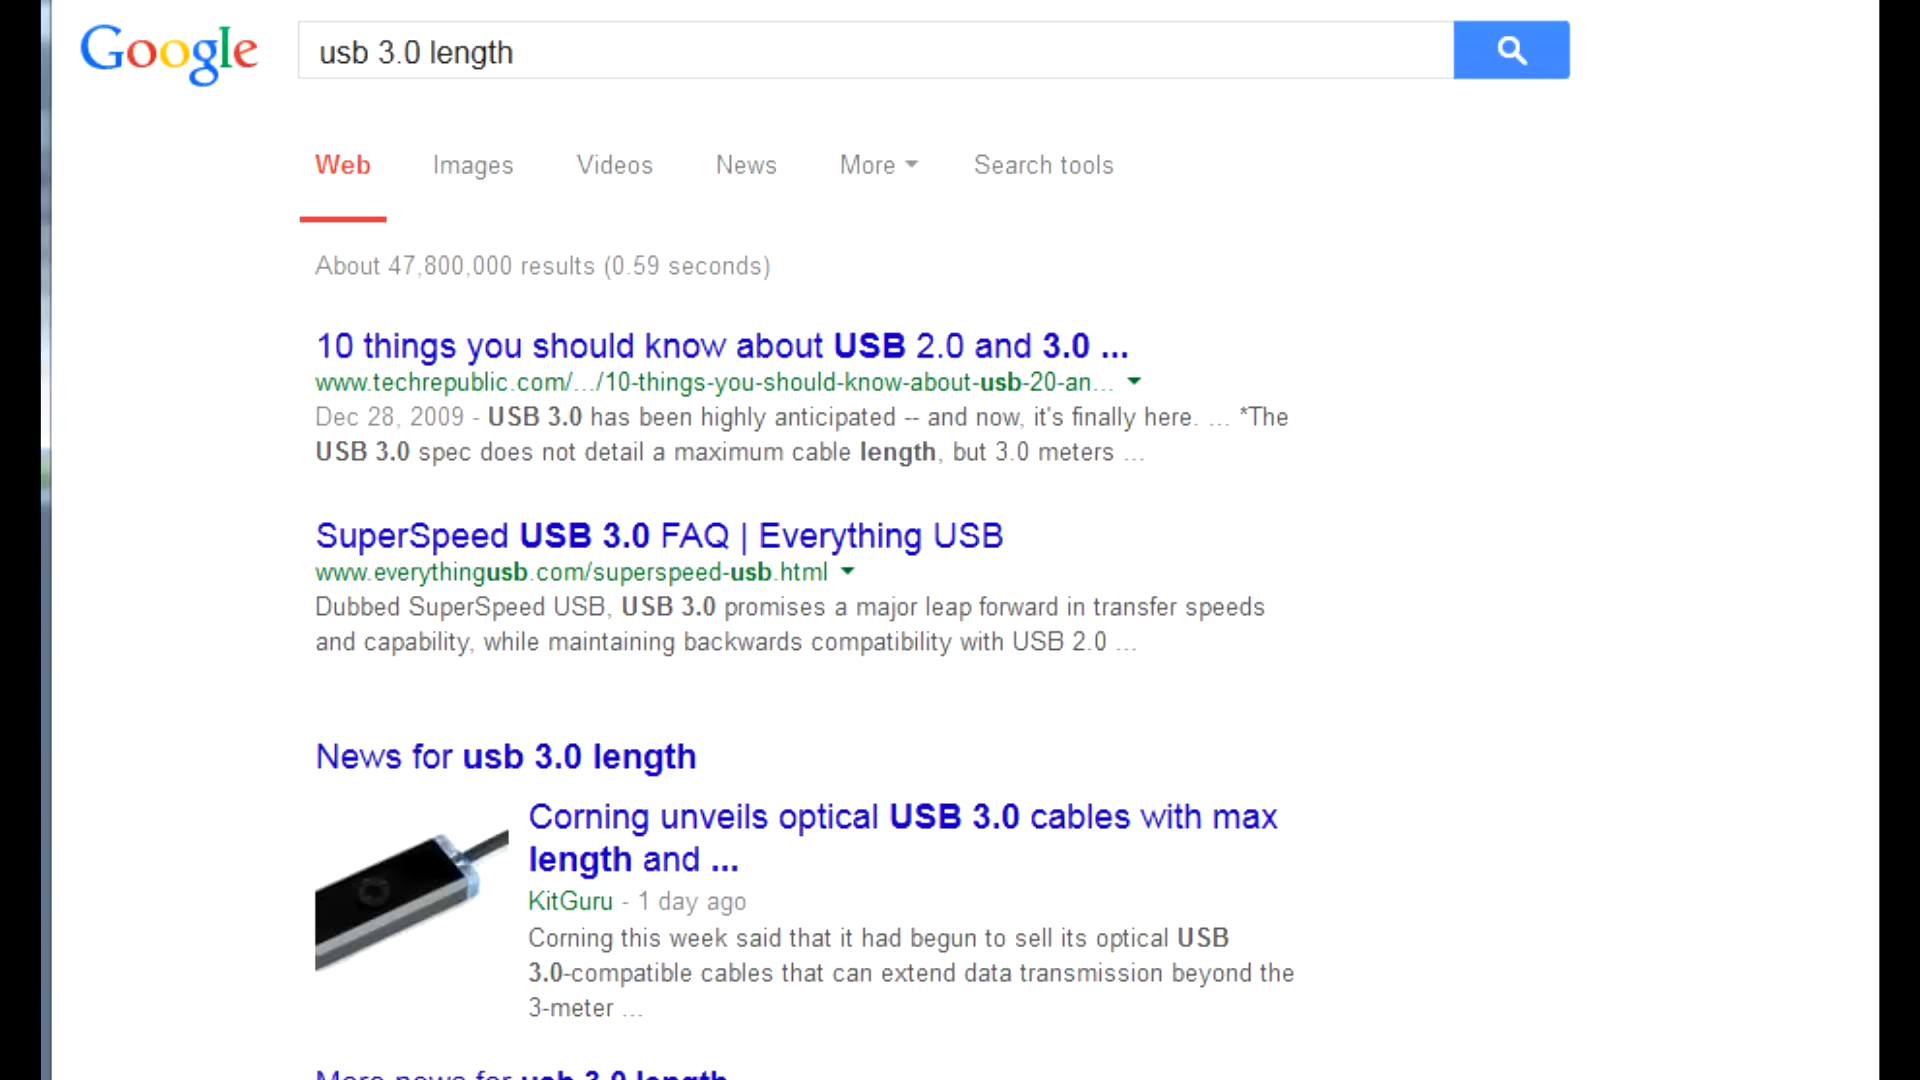 Google
usb 3.0 length
Web Images Videos News More Search tools
About 47,800,000 results (0.59 seconds)
10 things you should know about USB 2.0 and 3.0 ...
www.techrepublic.com/.../10-things-you-should-know-about-usb-20-an...
Dec 28, 2009 - USB 3.0 has been highly anticipated -- and now, it's finally here. ... *The
USB 3.0 spec does not detail a maximum cable length, but 3.0 meters ...
SuperSpeed USB 3.0 FAQ | Everything USB
www.everythingusb.com/superspeed-usb.html
Dubbed SuperSpeed USB, USB 3.0 promises a major leap forward in transfer speeds
and capability, while maintaining backwards compatibility with USB 2.0 ...
News for usb 3.0 length
Corning unveils optical USB 3.0 cables with max
length and ...
KitGuru - 1 day ago
Corning this week said that it had begun to sell its optical USB
3.0-compatible cables that can extend data transmission beyond the
3-meter ...
More news for usb 3.0 length